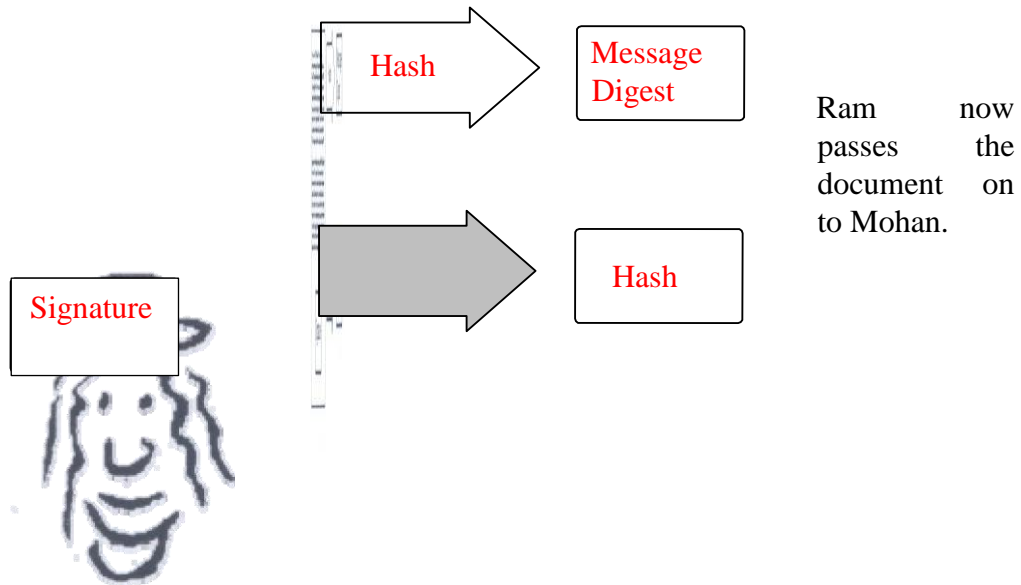 Hash
Message
Digest
Ram now
passes the
document on
to Mohan.
Hash
Signature